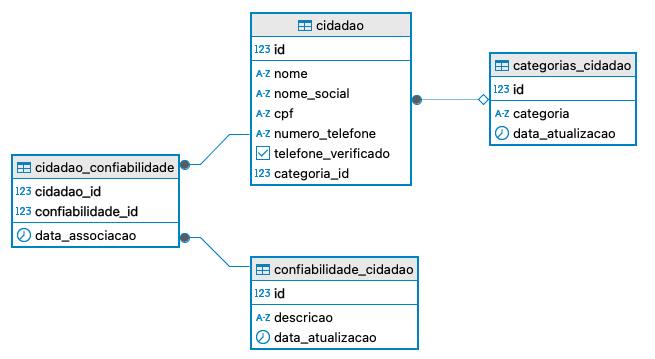 cidadao
123 id
A-Z nome
A-Z nome_social
A-Z cpf
A-Z numero_telefone
telefone_verificado
123 categoria_id
categorias_cidadao
123 id
A-Z categoria
data_atualizacao
cidadao_confiabilidade
123 cidadao_id
123 confiabilidade_id
data_associacao
confiabilidade_cidadao
123 id
A-Z descricao
data_atualizacao